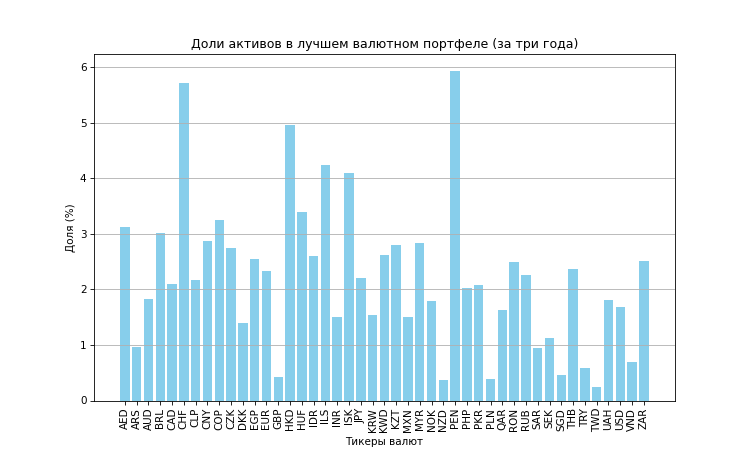 Доли активов в лучшем валютном портфеле (за три года)
Доля (%)
6
5
4
3
2
1
0
AED
ARS
AUD
BRL
CAD
CHF
CLP
CNY
COP
CZK
DKK
EGP
EUR
GBP
HKD
HUF
IDR
ILS
INR
ISK
JPY
KRW
KWD
KZT
MXN
MYR
NOK
NZD
PEN
PHP
PKR
PLN
QAR
RON
RUB
SAR
SEK
SGD
THB
TRY
TWD
UAH
USD
VND
ZAR
Тикеры валют